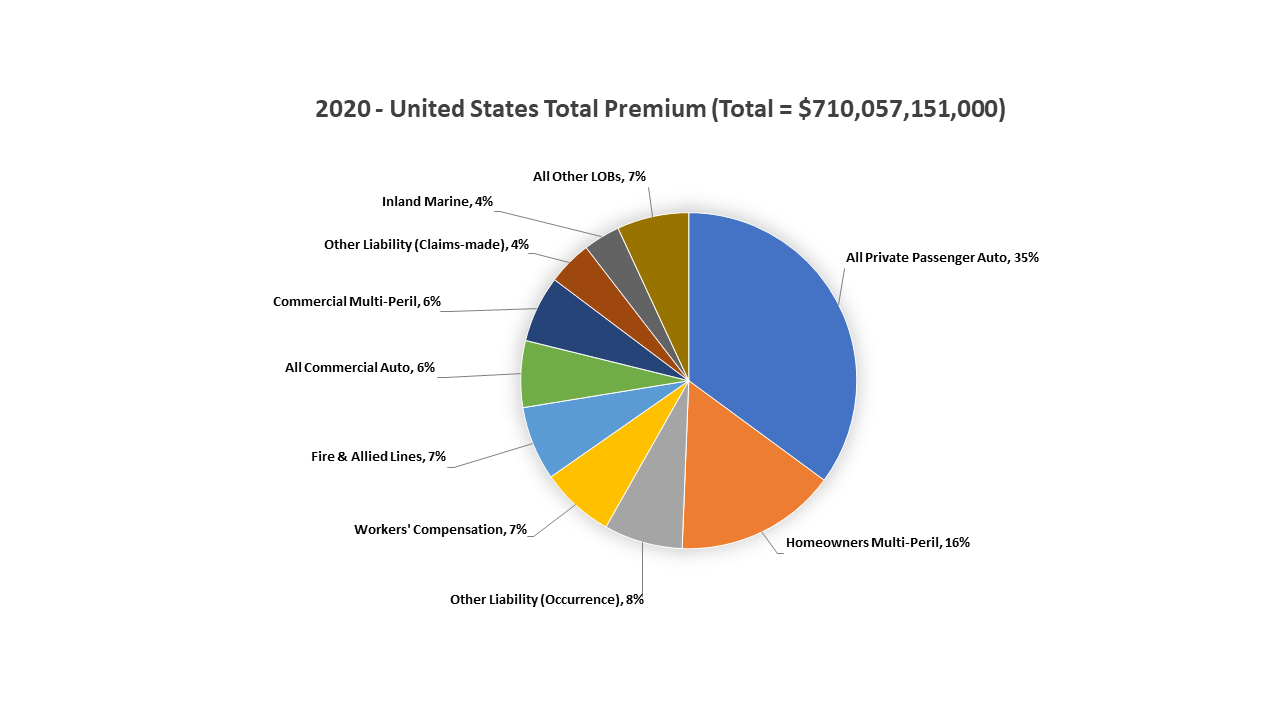 2020 - United States Total Premium (Total = $710,057,151,000)
All Other LOBs, 7%
Inland Marine, 4%
Other Liability (Claims-made), 4%
All Private Passenger Auto, 35%
Commercial Multi-Peril, 6%
All Commercial Auto, 6%
Fire & Allied Lines, 7%
Workers' Compensation, 7%
Homeowners Multi-Peril, 16%
Other Liability (Occurrence), 8%